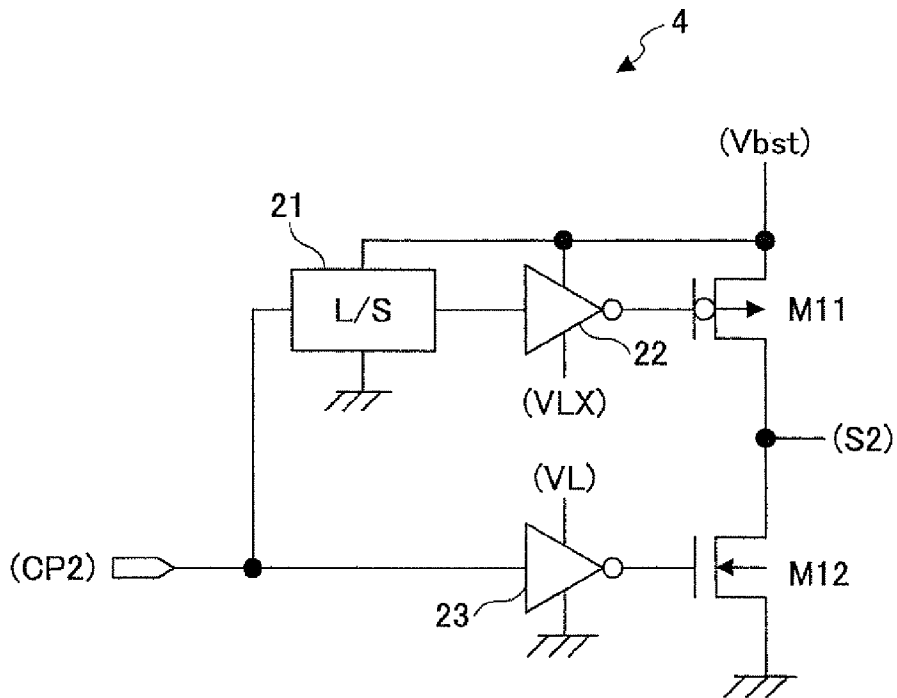 4
(Vbst)
21
L/S
M11
22
(VLX)
(S2)
(VL)
(CP2)
M12
23